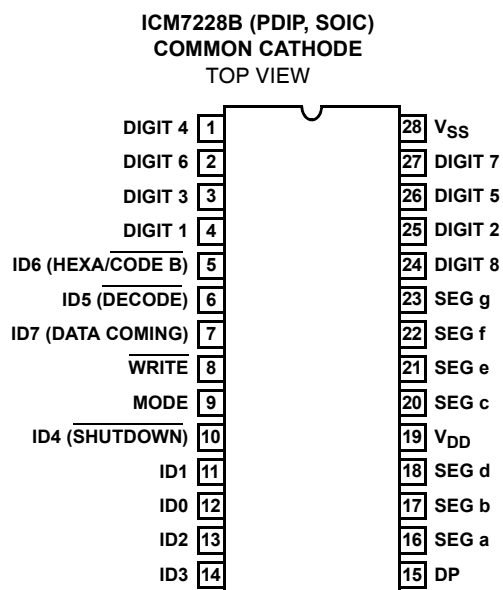 ICM7228B (PDIP, SOIC)
COMMON CATHODE
TOP VIEW
DIGIT 4 1 28 VSS
DIGIT 6 2 27 DIGIT 7
DIGIT 3 3 26 DIGIT 5
DIGIT 1 4 25 DIGIT 2
ID6 (HEXA/CODE B) 5 24 DIGIT 8
ID5 (DECODE) 6 23 SEG g
ID7 (DATA COMING) 7 22 SEG f
WRITE 8 21 SEG e
MODE 9 20 SEG c
ID4 (SHUTDOWN) 10 19 VDD
ID1 11 18 SEG d
ID0 12 17 SEG b
ID2 13 16 SEG a
ID3 14 15 DP